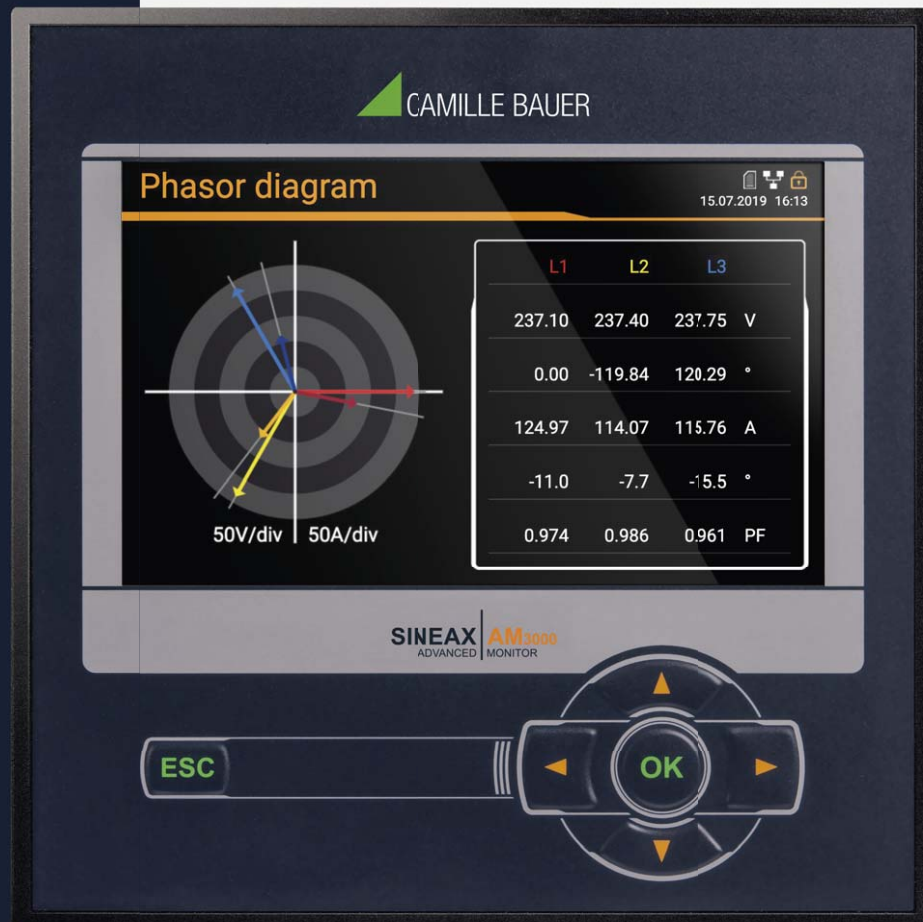 CAMILLE BAUER
Phasor diagram
15.07.2019 16:13
L1 L2 L3
237.10 237.40 237.75 V
0.00 -119.84 120.29 °
124.97 114.07 115.76 A
-11.0 -7.7 -15.5 °
0.974 0.986 0.961 PF
50V/div 50A/div
SINEAX AM3000
ADVANCED MONITOR
ESC
OK